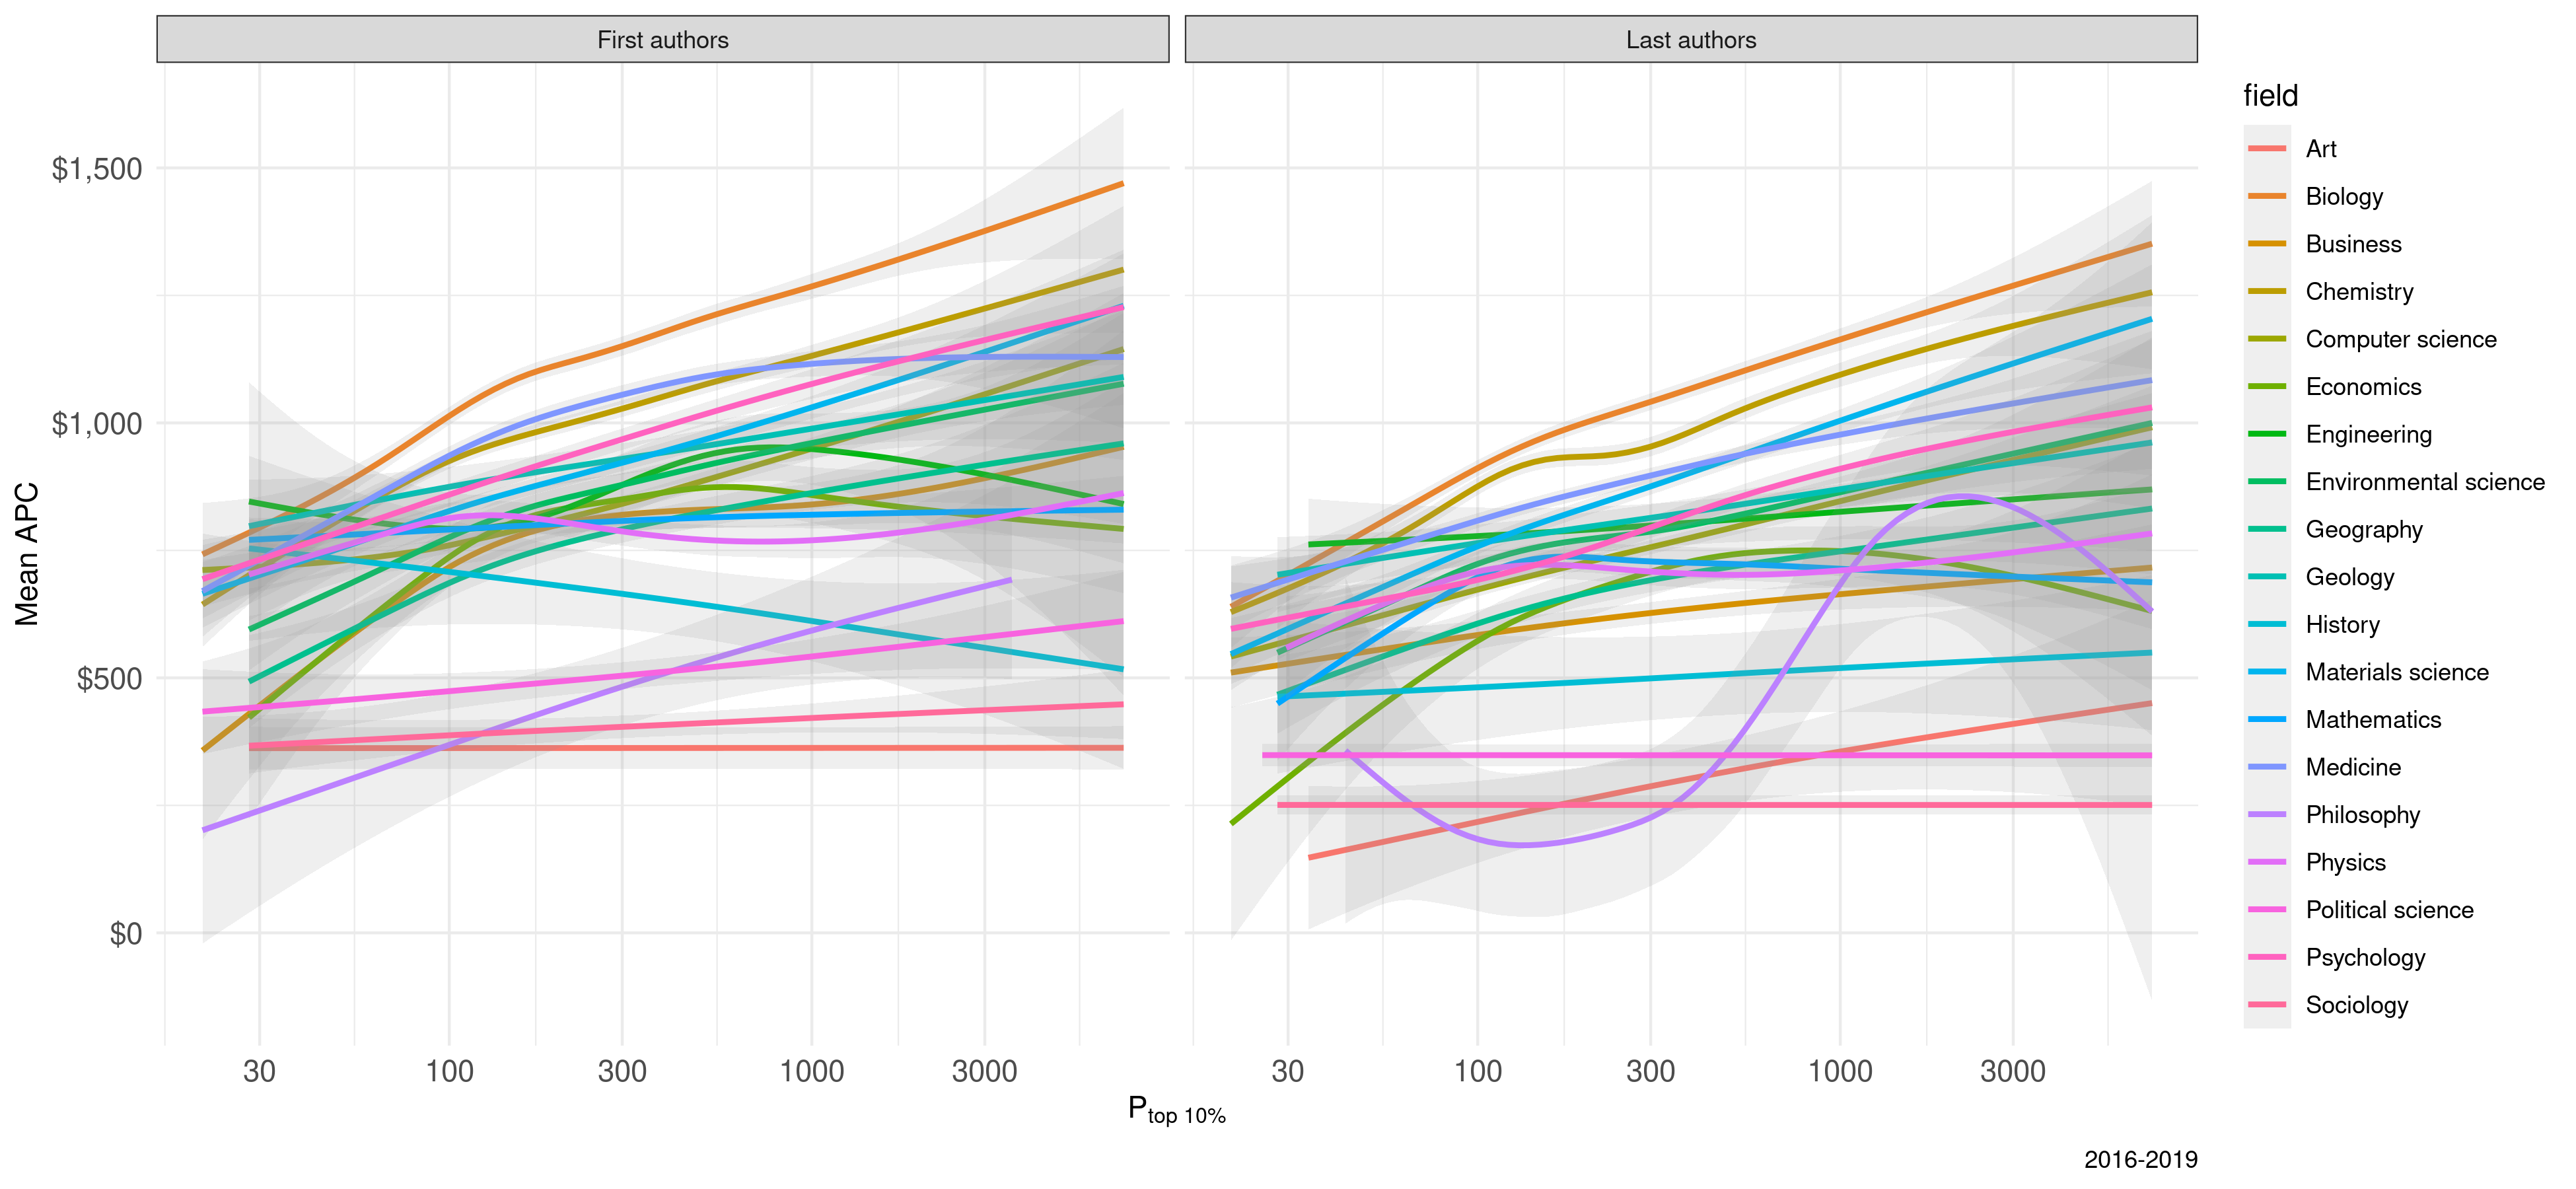 First authors
Last authors
Mean APC
$1,500
$1,000
$500
$0
30 100 300 1000 3000
30 100 300 1000 3000
Ptop 10%
2016-2019
field
Art
Biology
Business
Chemistry
Computer science
Economics
Engineering
Environmental science
Geography
Geology
History
Materials science
Mathematics
Medicine
Philosophy
Physics
Political science
Psychology
Sociology